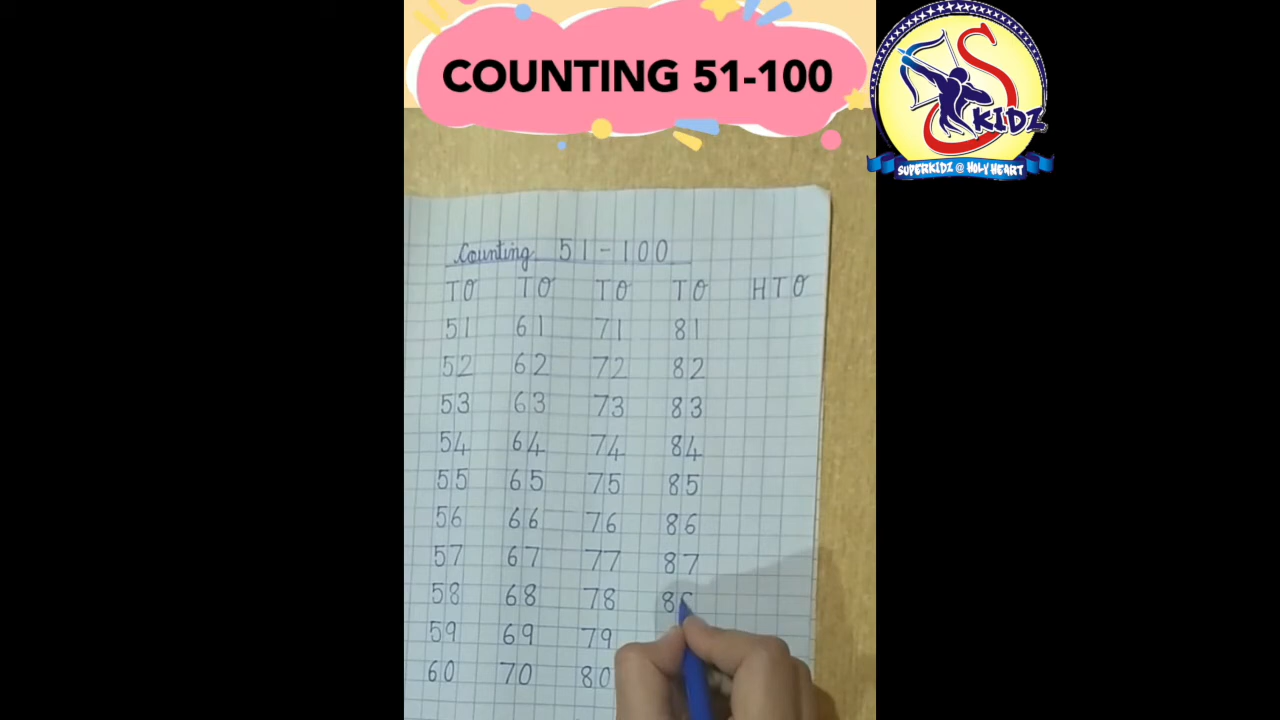 COUNTING 51-100
S KIDZ
SUPERKIDZ @ HOLY HEART
Counting 51-100
TO TO TO TO HTO
51 61 71 81
52 62 72 82
53 63 73 83
54 64 74 84
55 65 75 85
56 66 76 86
57 67 77 87
58 68 78
59 69 79
60 70 80